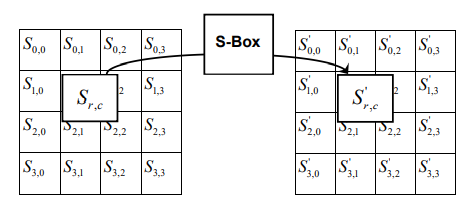 S-Box
S0,0 S0,1 S0,2 S0,3
S1,0 2 S1,3
Sr,c
S2,0 S2,1 S2,2 S2,3
S3,0 S3,1 S3,2 S3,3
S'0,0 S'0,1 S'0,2 S'0,3
S'1,0 2 S'1,3
S'r,c
S'2,0 S2,1 S2,2 S'2,3
S'3,0 S'3,1 S'3,2 S'3,3